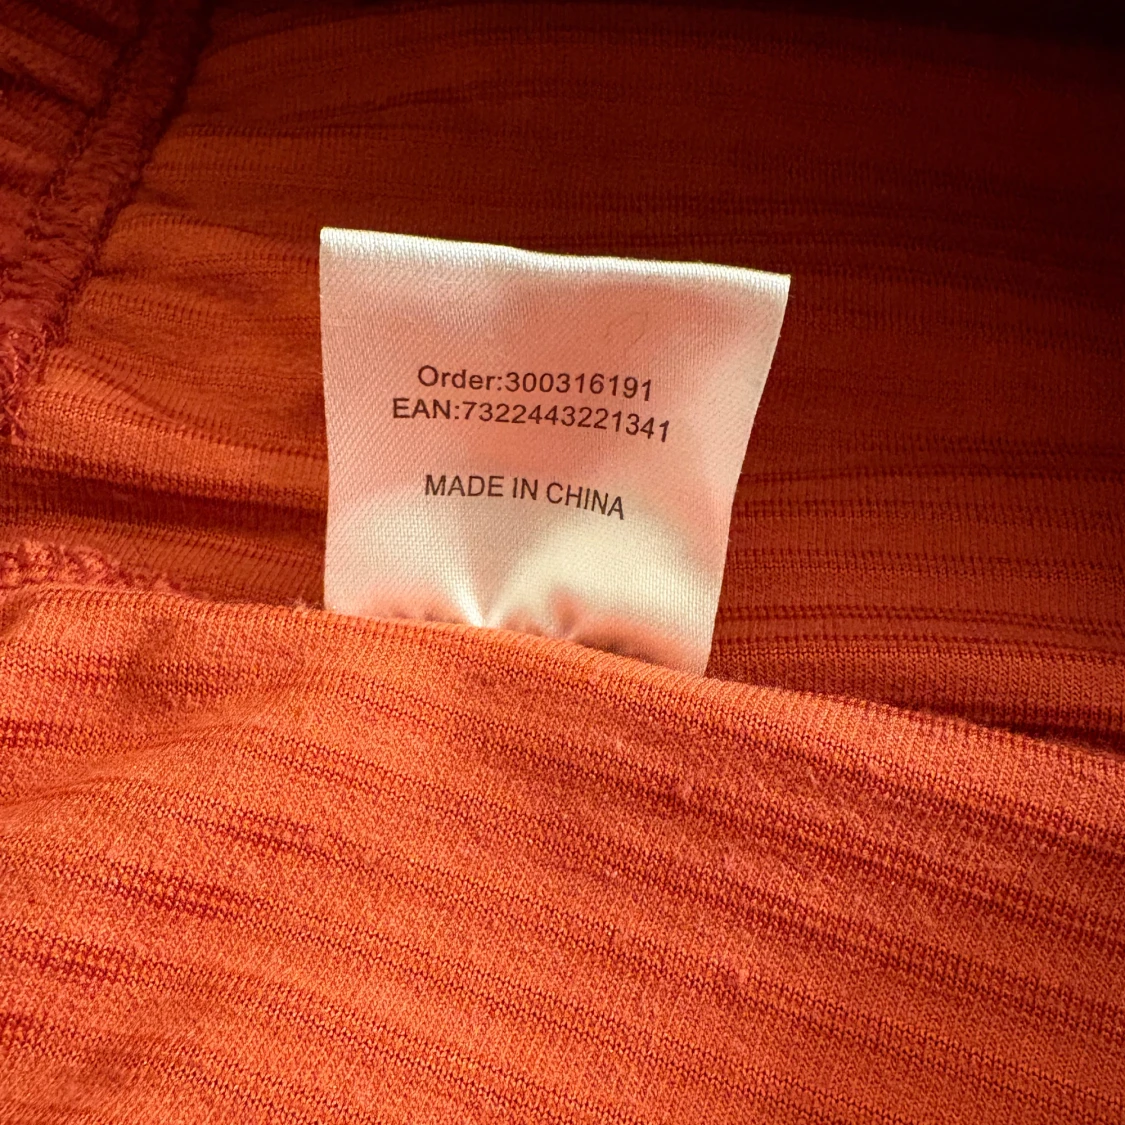 Order:300316191
EAN:7322443221341
MADE IN CHINA